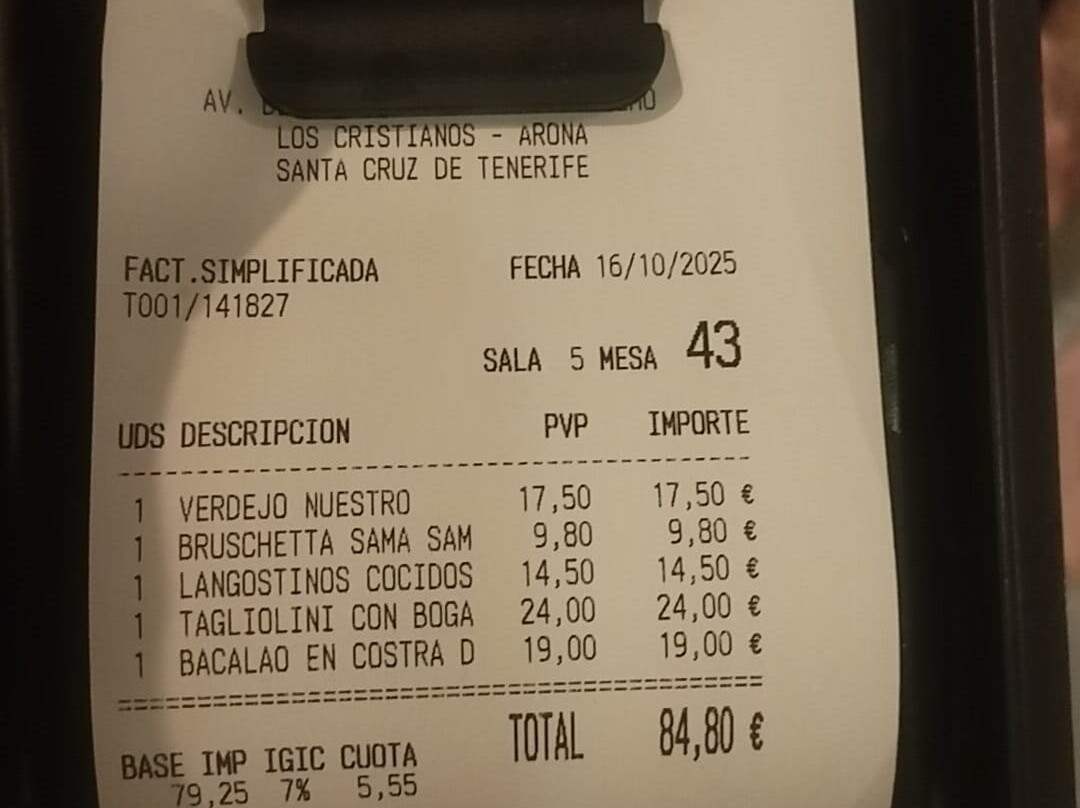 AV.
LOS CRISTIANOS - ARONA
SANTA CRUZ DE TENERIFE
FACT.SIMPLIFICADA FECHA 16/10/2025
T001/141827
SALA 5 MESA 43
UDS DESCRIPCION PVP IMPORTE
1 VERDEJO NUESTRO 17,50 17,50 €
1 BRUSCHETTA SAMA SAM 9,80 9,80 €
1 LANGOSTINOS COCIDOS 14,50 14,50 €
1 TAGLIOLINI CON BOGA 24,00 24,00 €
1 BACALAO EN COSTRA D 19,00 19,00 €
TOTAL 84,80 €
BASE IMP IGIC CUOTA
79,25 7% 5,55